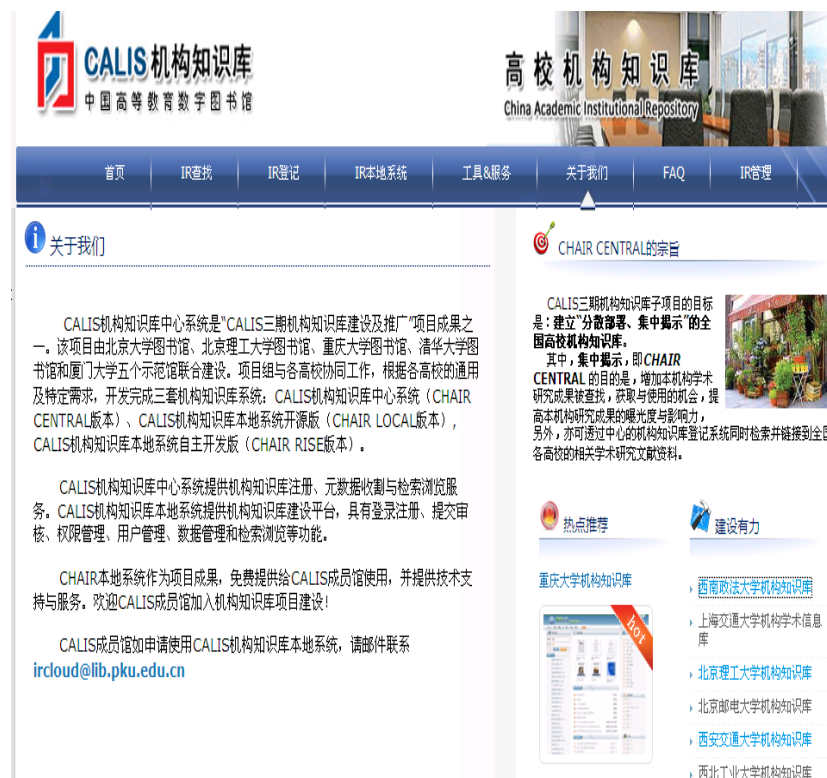 CALIS机构知识库
中国高等教育数字图书馆
高校机构知识库
China Academic Institutional Repository
首页
IR查找
IR登记
IR本地系统
工具&服务
关于我们
FAQ
IR管理
关于我们
CALIS机构知识库中心系统是“CALIS三期机构知识库建设及推广”项目成果之
一。该项目由北京大学图书馆、北京理工大学图书馆、重庆大学图书馆、清华大学图
书馆和厦门大学五个示范馆联合建设。项目组与各高校协同工作，根据各高校的通用
及特定需求，开发完成三套机构知识库系统：CALIS机构知识库中心系统（CHAIR
CENTRAL版本）、CALIS机构知识库本地系统开源版（CHAIR LOCAL版本）,
CALIS机构知识库本地系统自主开发版（CHAIR RISE版本）。
CALIS机构知识库中心系统提供机构知识库注册、元数据收割与检索浏览服
务。CALIS机构知识库本地系统提供机构知识库建设平台，具有登录注册、提交审
核、权限管理、用户管理、数据管理和检索浏览等功能。
CHAIR本地系统作为项目成果，免费提供给CALIS成员馆使用，并提供技术支
持与服务。欢迎CALIS成员馆加入机构知识库项目建设!
CALIS成员馆如申请使用CALIS机构知识库本地系统，请邮件联系
ircloud@lib.pku.edu.cn
CHAIR CENTRAL的宗旨
CALIS三期机构知识库子项目的目标
是：建立“分散部署、集中揭示”的全
国高校机构知识库。
其中，集中揭示，即CHAIR
CENTRAL 的目的是，增加本机构学术
研究成果被查找，获取与使用的机会，提
高本机构研究成果的曝光度与影响力，
另外，亦可透过中心的机构知识库登记系统同时检索并链接到全国
各高校的相关学术研究文献资料。
热点推荐
重庆大学机构知识库
hot
建设有力
西南政法大学机构知识库
上海交通大学机构学术信息
库
北京理工大学机构知识库
北京邮电大学机构知识库
西安交通大学机构知识库
西北工业大学机构知识库